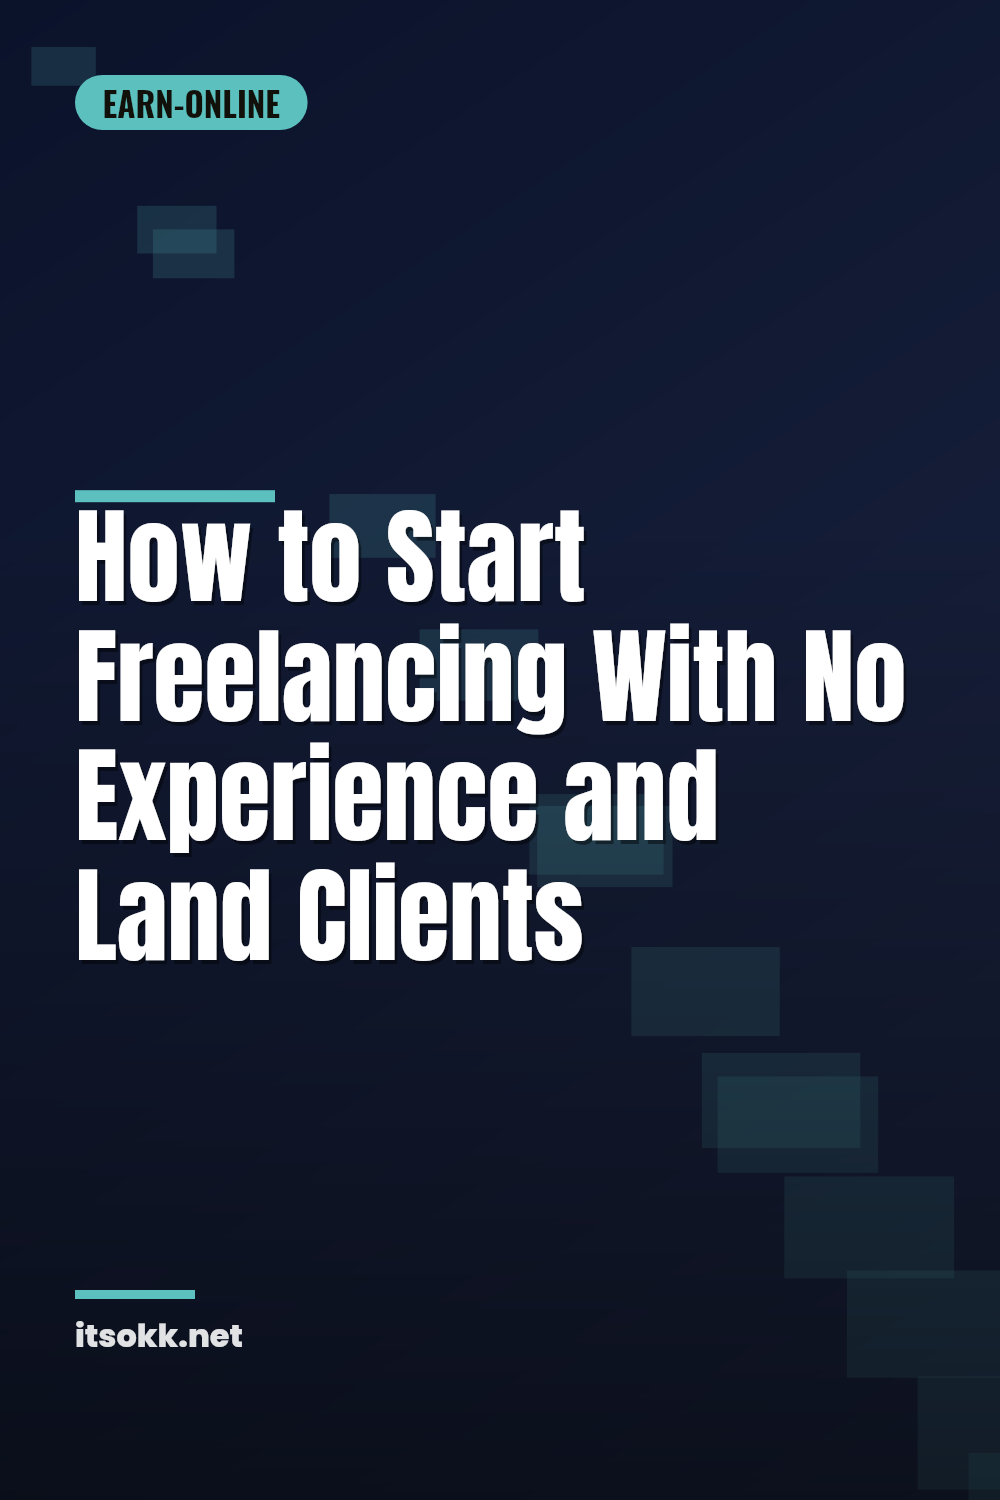 EARN-ONLINE
How to Start
Freelancing With No
Experience and
Land Clients
itsokk.net